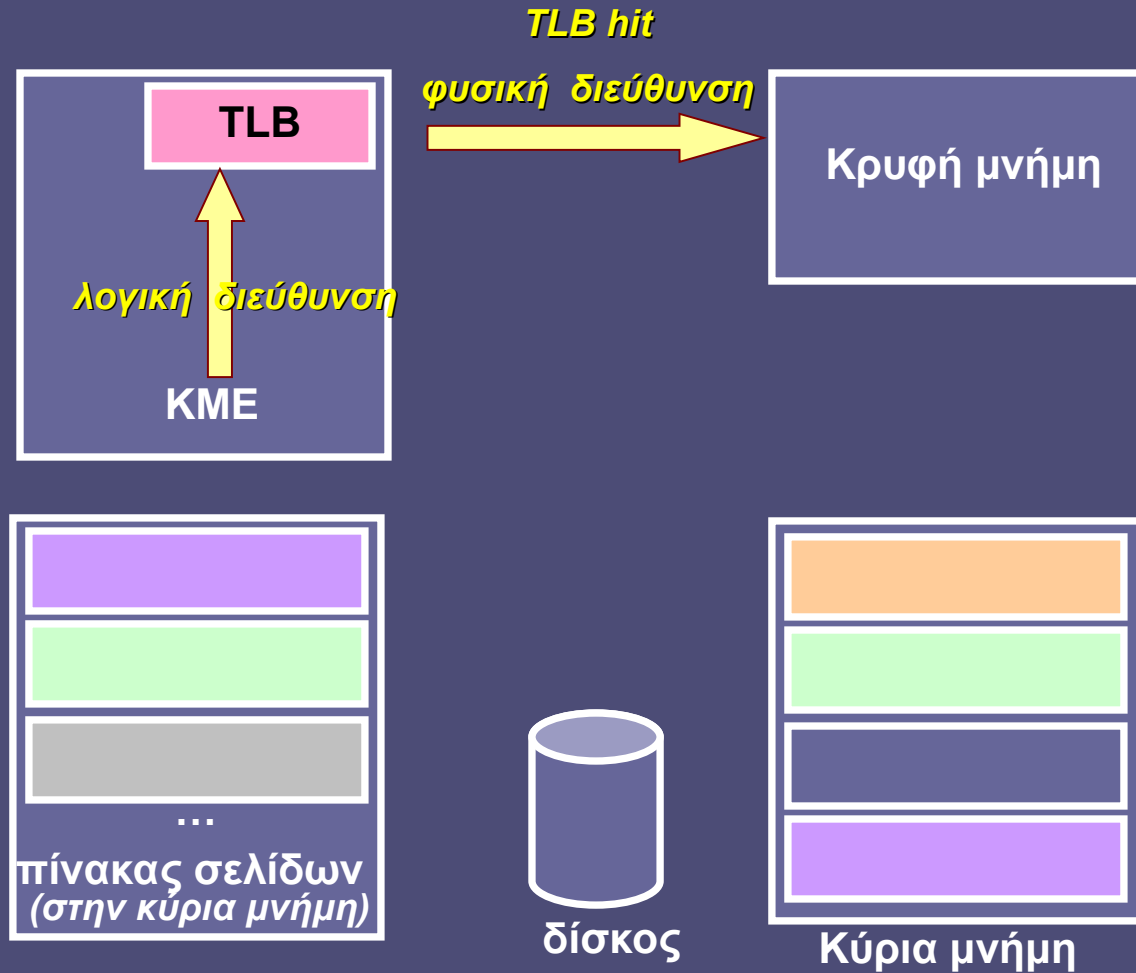 TLB hit
φυσική διεύθυνση
TLB
Κρυφή μνήμη
λογική διεύθυνση
ΚΜΕ
...
πίνακας σελίδων
(στην κύρια μνήμη)
δίσκος
Κύρια μνήμη